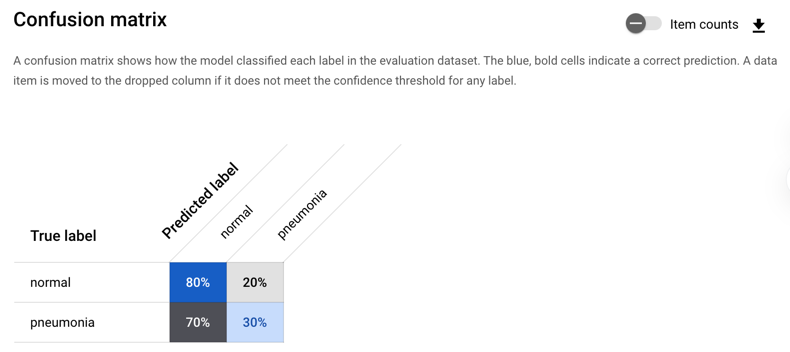 Confusion matrix
Item counts
A confusion matrix shows how the model classified each label in the evaluation dataset. The blue, bold cells indicate a correct prediction. A data
item is moved to the dropped column if it does not meet the confidence threshold for any label.
Predicted label
normal
pneumonia
True label
normal 80% 20%
pneumonia 70% 30%